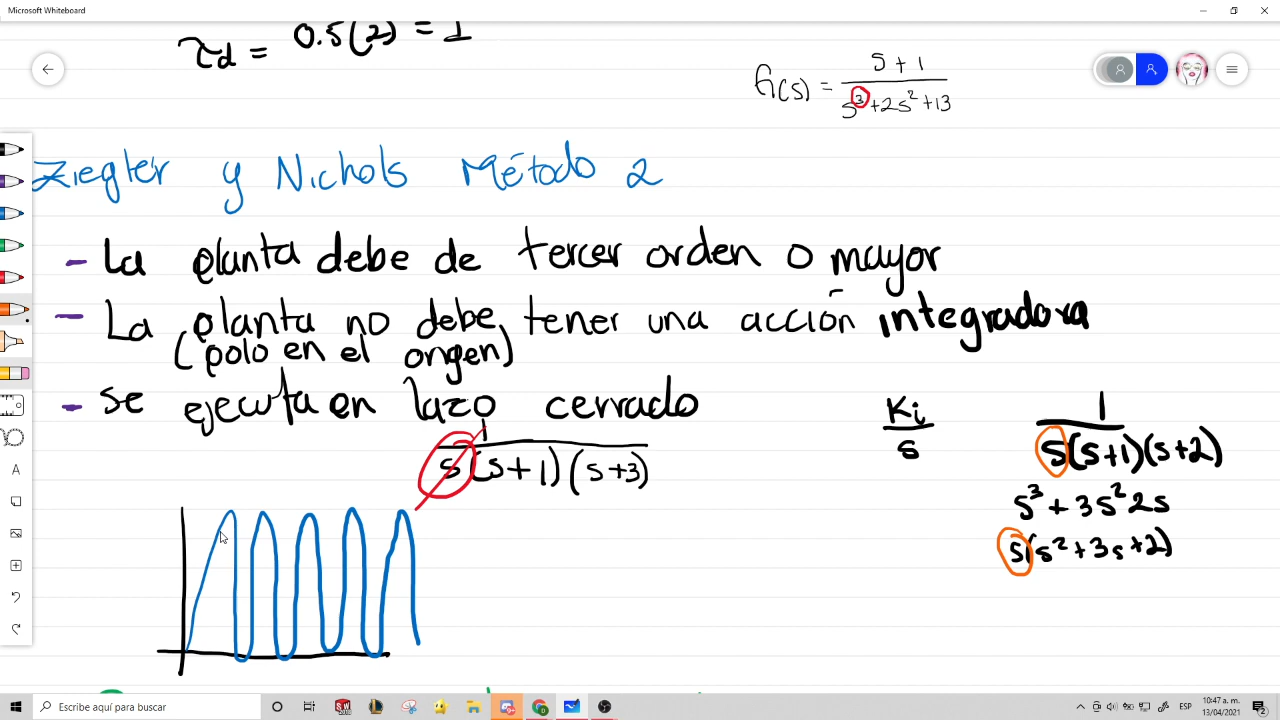 Microsoft Whiteboard
τd = 0.5(2) = 1
G(s) = s + 1
s³ + 2s² + 13
Ziegler y Nichols Método 2
- La planta debe de tercer orden o mayor
- La planta no debe tener una acción integradora
(polo en el origen)
- Se ejecuta en lazo cerrado
1
s(s+1)(s+3)
Ki
s
1
s(s+1)(s+2)
s³ + 3s² 2s
s(s² + 3s + 2)
Escribe aquí para buscar
ESP
10:47 a. m.
13/04/2021